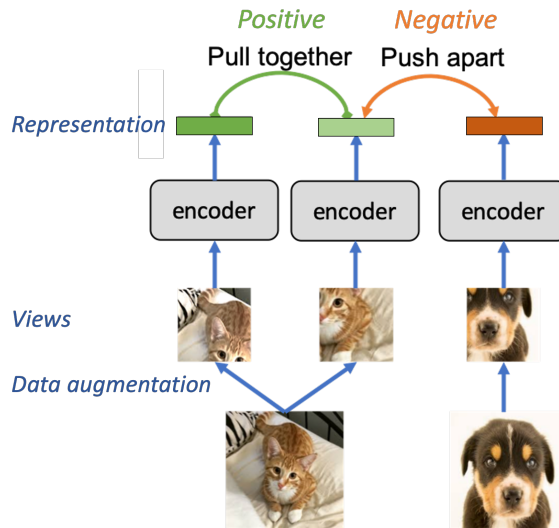 Positive
Negative
Pull together
Push apart
Representation
encoder
encoder
encoder
Views
Data augmentation